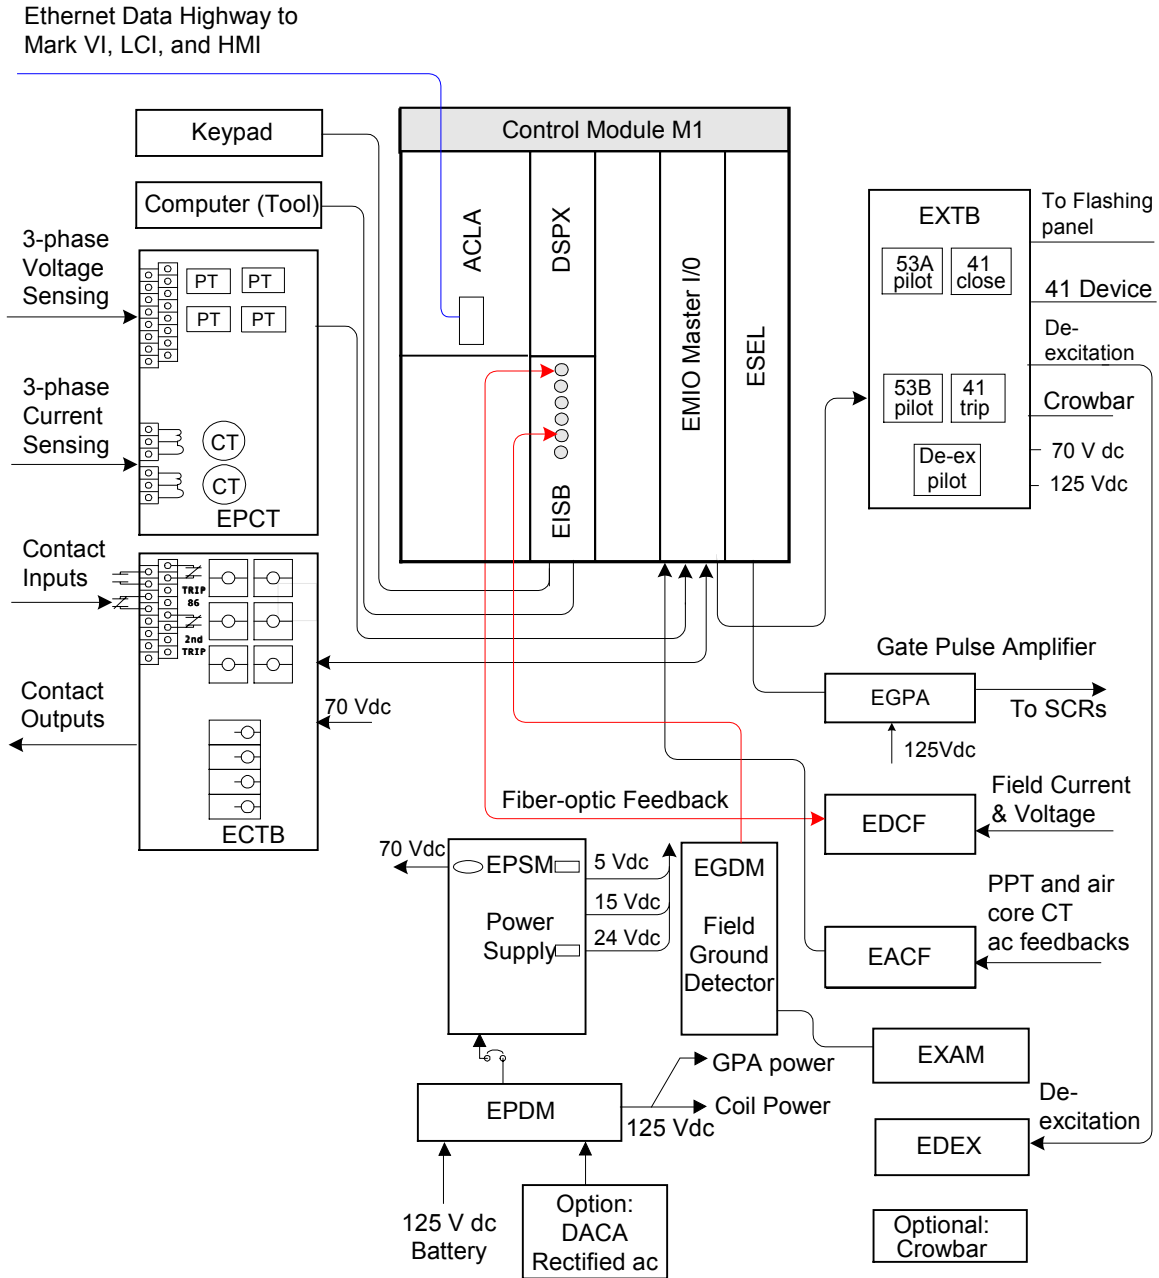 Ethernet Data Highway to
Mark VI, LCI, and HMI
Keypad
Computer (Tool)
Control Module M1
ACLA
DSPX
EISB
EMIO Master I/0
ESEL
3-phase
Voltage
Sensing
PT
PT
PT
PT
3-phase
Current
Sensing
CT
CT
EPCT
Contact
Inputs
TRIP
86
2nd
TRIP
Contact
Outputs
70 Vdc
ECTB
EXTB
53A
pilot
41
close
53B
pilot
41
trip
De-ex
pilot
To Flashing
panel
41 Device
De-
excitation
Crowbar
70 V dc
125 Vdc
Gate Pulse Amplifier
EGPA
To SCRs
125Vdc
Fiber-optic Feedback
EDCF
Field Current
& Voltage
70 Vdc
EPSM
Power
Supply
5 Vdc
15 Vdc
24 Vdc
EGDM
Field
Ground
Detector
EACF
PPT and air
core CT
ac feedbacks
EXAM
GPA power
EPDM
125 Vdc
Coil Power
De-
excitation
EDEX
125 V dc
Battery
Option:
DACA
Rectified ac
Optional:
Crowbar